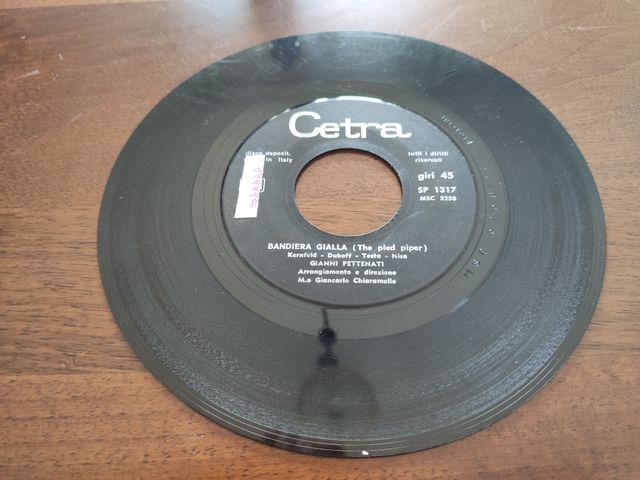 Cetra
disco deposit.
in Italy
tutti i diritti
riservati
giri 45
SP 1317
MSC 5258
SANDRA
BANDIERA GIALLA (The pied piper)
Kornfeld - Duboff - Testa - Nisa
GIANNI PETTENATI
Arrangiamento e direzione
M.o Giancarlo Chiaramello